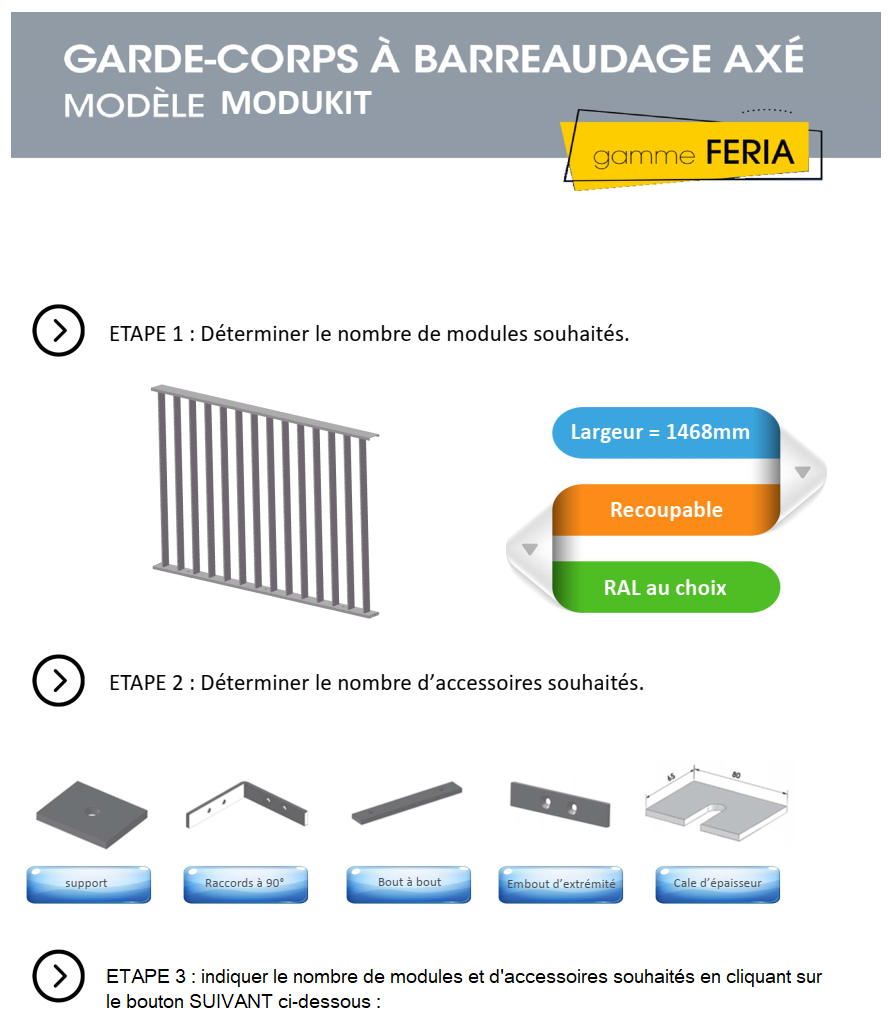 GARDE-CORPS À BARREAUDAGE AXÉ
MODÈLE MODUKIT
gamme FERIA
ETAPE 1 : Déterminer le nombre de modules souhaités.
Largeur = 1468mm
Recoupable
RAL au choix
ETAPE 2 : Déterminer le nombre d’accessoires souhaités.
65
80
support
Raccords à 90°
Bout à bout
Embout d’extrémité
Cale d’épaisseur
ETAPE 3 : indiquer le nombre de modules et d'accessoires souhaités en cliquant sur
le bouton SUIVANT ci-dessous :